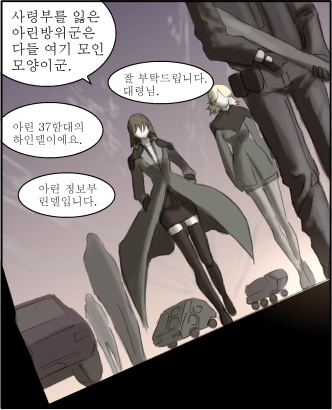 사령부를 잃은
아린방위군은
다들 여기 모인
모양이군.
잘 부탁드립니다.
대령님.
아린 37함대의
하인델이에요.
아린 정보부
린델입니다.